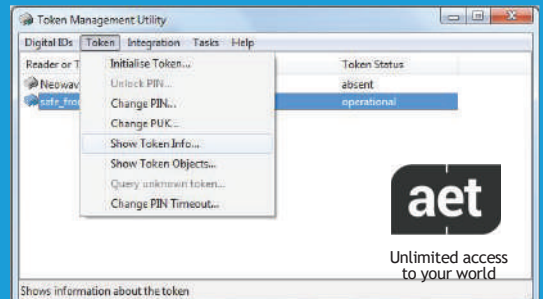 Token Management Utility
Digital IDs Token Integration Tasks Help
Reader or T
Token Status
Neowav
absent
operational
Initialise Token...
Unlock PIN...
Change PIN...
Change PUK...
Show Token Info...
Show Token Objects...
Query unknown token...
Change PIN Timeout...
aet
Unlimited access
to your world
Shows information about the token